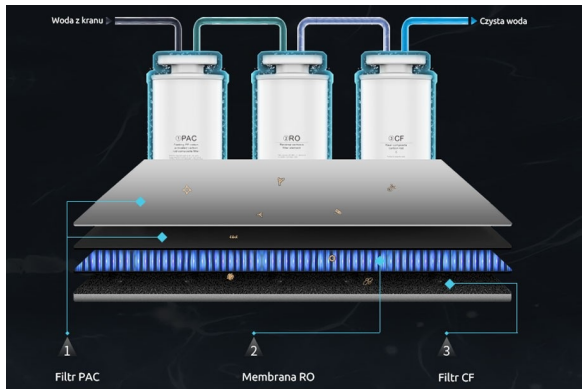 Woda z kranu
Czysta woda
①PAC
②RO
③CF
1
2
3
Filtr PAC
Membrana RO
Filtr CF